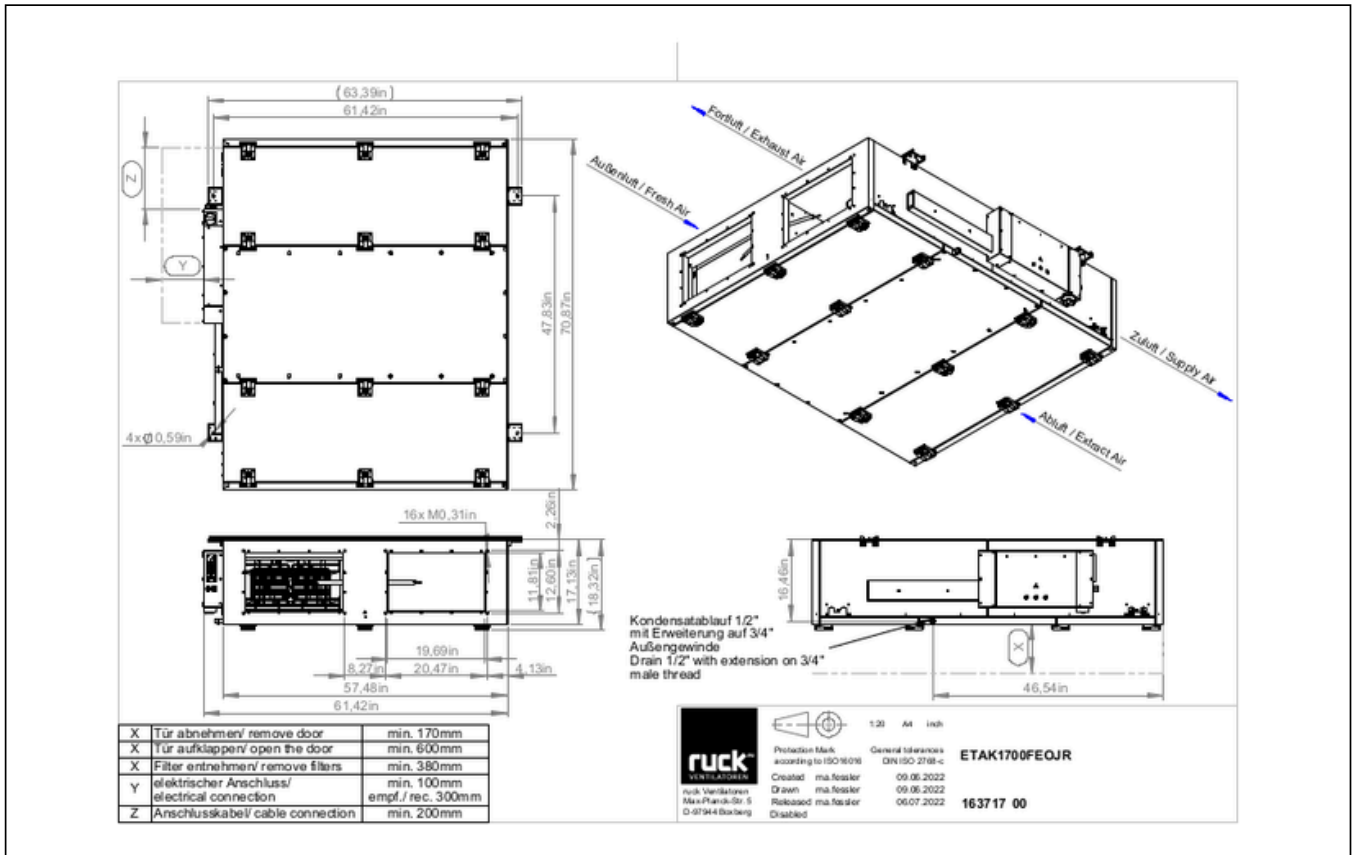 (63,39in)
61,42in
Z
Y
47,83in
70,87in
4xØ0,59in
Fortluft / Exhaust Air
Außenluft / Fresh Air
Zuluft / Supply Air
Abluft / Extract Air
16x M0,31in
2,26in
11,81in
12,60in
17,13in
(18,32in)
19,69in
8,27in
20,47in
4,13in
57,48in
61,42in
16,46in
Kondensatablauf 1/2"
mit Erweiterung auf 3/4"
Außengewinde
Drain 1/2" with extension on 3/4"
male thread
X
46,54in
X Tür abnehmen/ remove door min. 170mm
X Tür aufklappen/ open the door min. 600mm
X Filter entnehmen/ remove filters min. 380mm
Y elektrischer Anschluss/ electrical connection min. 100mm empf./ rec. 300mm
Z Anschlusskabel/ cable connection min. 200mm
ruck
VENTILATOREN
ruck Ventilatoren
Max-Planck-Str. 5
D-97944 Boxberg
1:20 A4 inch
Protection Mark according to ISO16016
General tolerances DIN ISO 2768-c
ETAK1700FEOJR
Created ma.fessler 09.06.2022
Drawn ma.fessler 09.06.2022
Released ma.fessler 06.07.2022
Disabled
163717 00